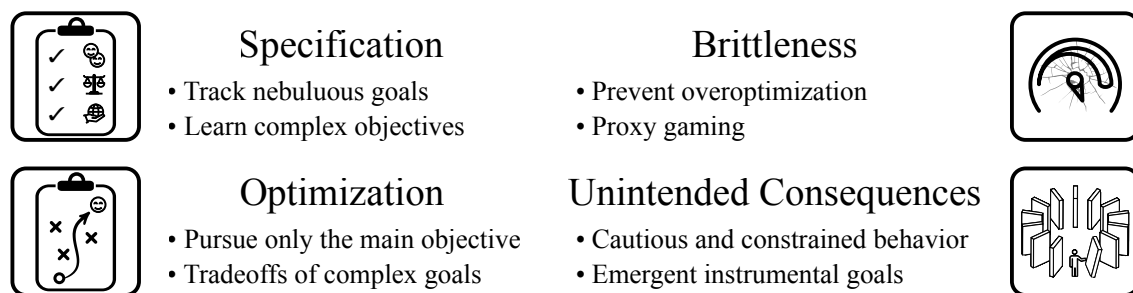 Specification
• Track nebuluous goals
• Learn complex objectives
Brittleness
• Prevent overoptimization
• Proxy gaming
Optimization
• Pursue only the main objective
• Tradeoffs of complex goals
Unintended Consequences
• Cautious and constrained behavior
• Emergent instrumental goals